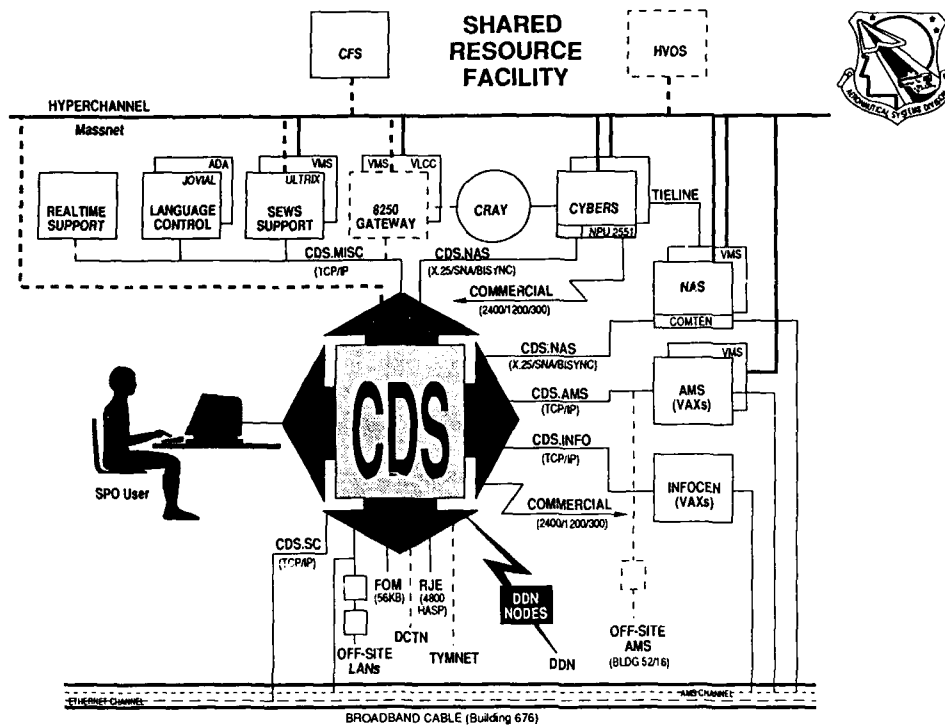 SHARED
RESOURCE
FACILITY
CFS
HVOS
AERONAUTICAL SYSTEMS DIVISION
HYPERCHANNEL
Massnet
REALTIME
SUPPORT
ADA
JOVIAL
LANGUAGE
CONTROL
VMS
ULTRIX
SEWS
SUPPORT
VMS
VLCC
8250
GATEWAY
CRAY
CYBERS
NPU 2551
TIELINE
CDS.MISC
(TCP/IP)
CDS.NAS
(X.25/SNA/BISYNC)
COMMERCIAL
(2400/1200/300)
VMS
NAS
COMTEN
CDS.NAS
(X.25/SNA/BISYNC)
VMS
AMS
(VAXs)
CDS
CDS.AMS
(TCP/IP)
CDS.INFO
(TCP/IP)
INFOCEN
(VAXs)
COMMERCIAL
(2400/1200/300)
SPO User
CDS.SC
(TCP/IP)
FOM
(56KB)
RJE
(4800
HASP)
DCTN
TYMNET
OFF-SITE
LANs
DDN
NODES
DDN
OFF-SITE
AMS
(BLDG 52/16)
ETHERNET CHANNEL
AMS CHANNEL
BROADBAND CABLE (Building 676)